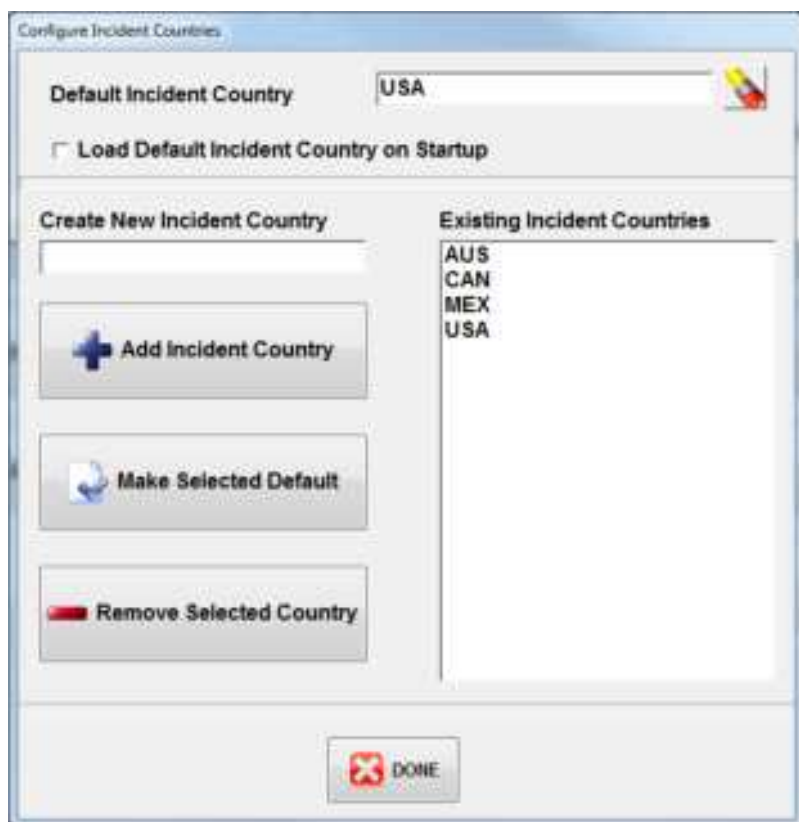 Configure Incident Countries
Default Incident Country
USA
Load Default Incident Country on Startup
Create New Incident Country
Add Incident Country
Make Selected Default
Remove Selected Country
Existing Incident Countries
AUS
CAN
MEX
USA
DONE